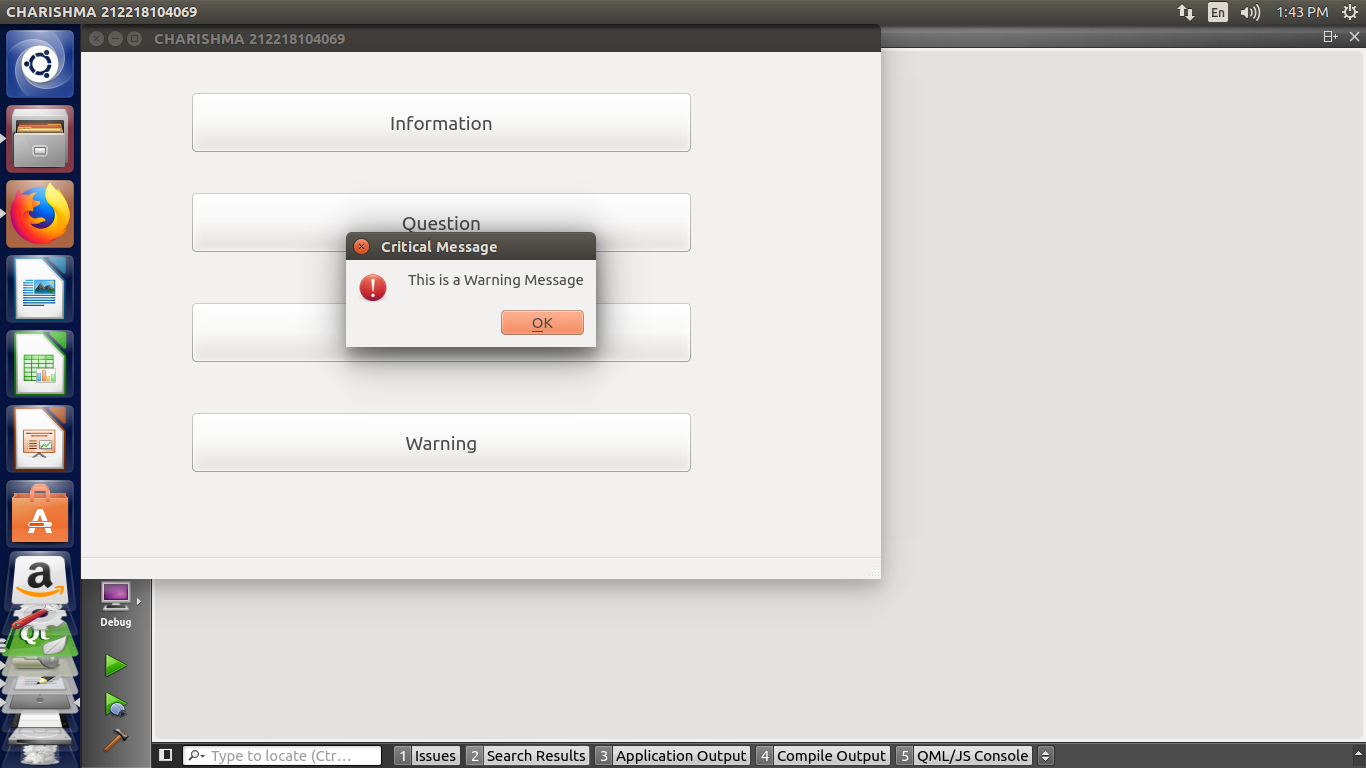 CHARISHMA 212218104069
En
1:43 PM
CHARISHMA 212218104069
Information
Question
Critical Message
This is a Warning Message
OK
Warning
a
Qt
Debug
Type to locate (Ctr...
1 Issues
2 Search Results
3 Application Output
4 Compile Output
5 QML/JS Console